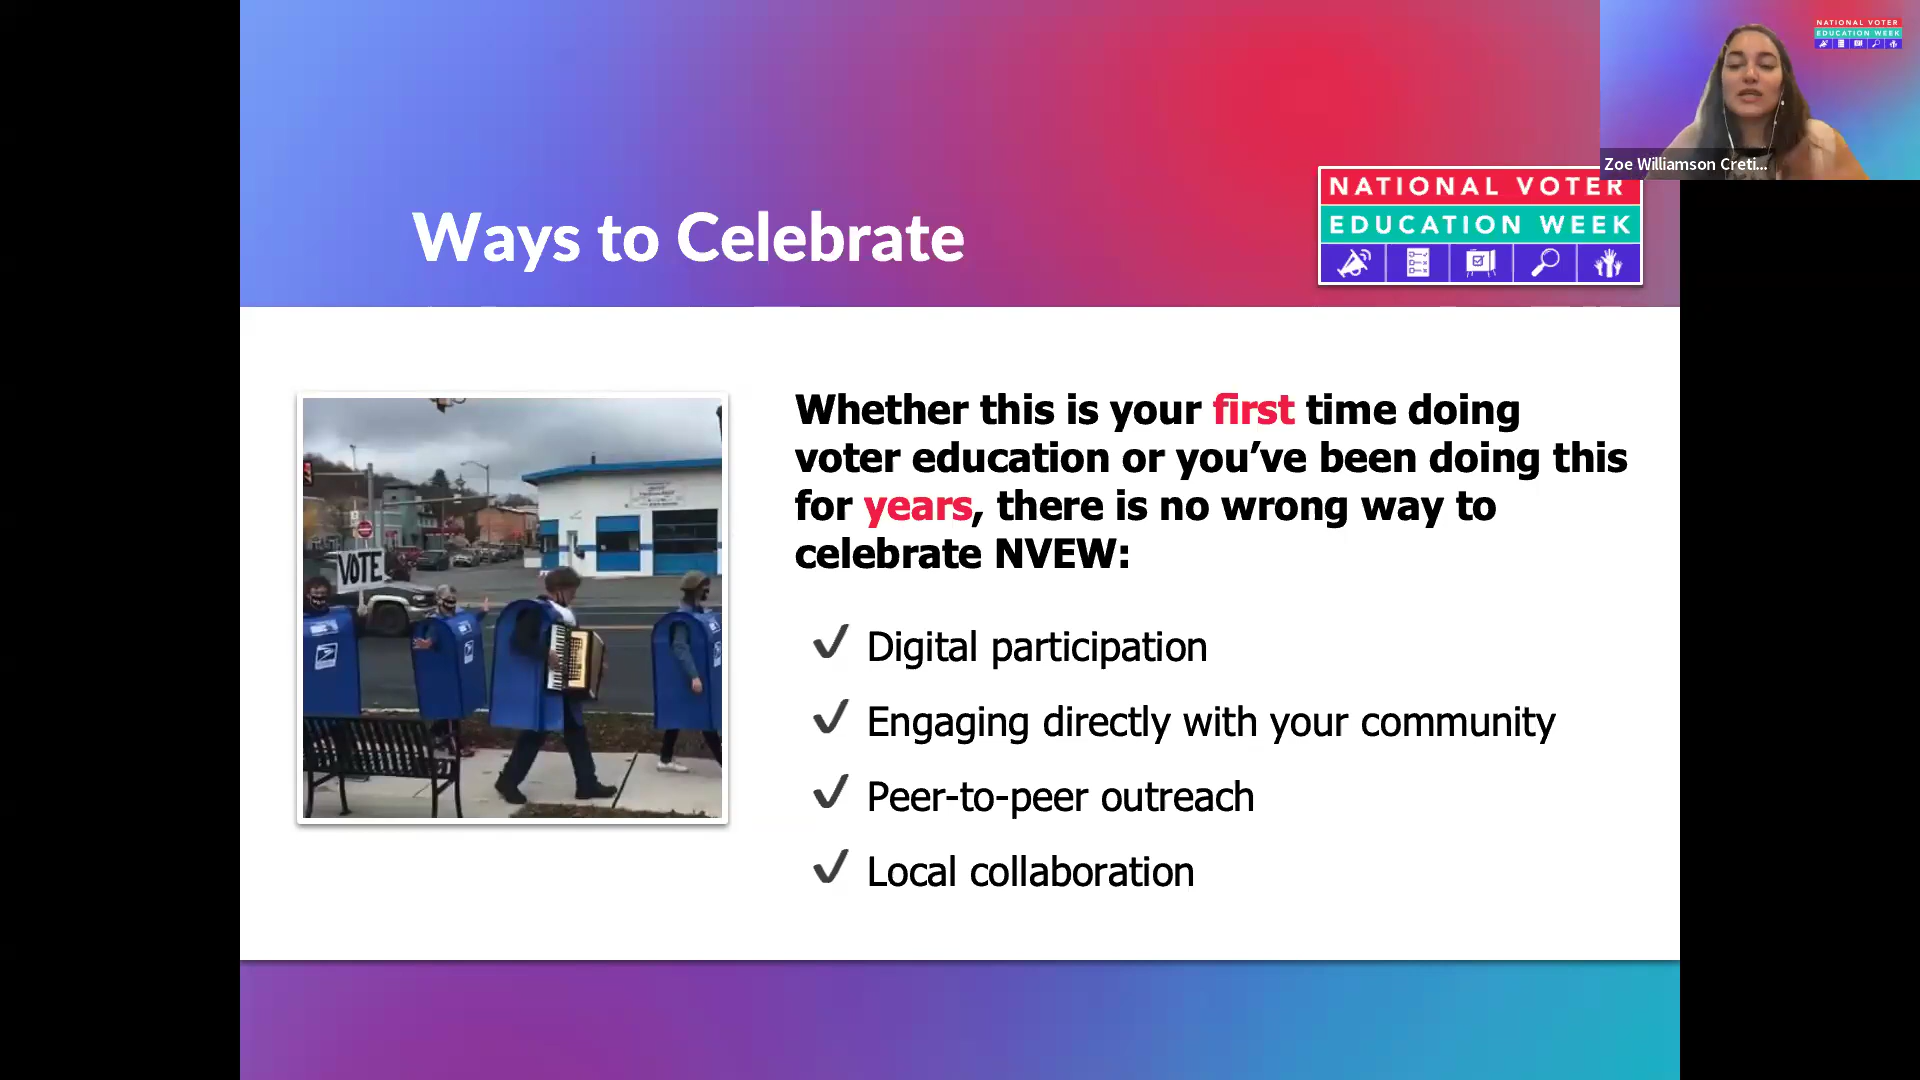 NATIONAL VOTER
EDUCATION WEEK
Zoe Williamson Creti...
NATIONAL VOTER
EDUCATION WEEK
Ways to Celebrate
Whether this is your first time doing
voter education or you’ve been doing this
for years, there is no wrong way to
celebrate NVEW:
✓ Digital participation
✓ Engaging directly with your community
✓ Peer-to-peer outreach
✓ Local collaboration
VOTE